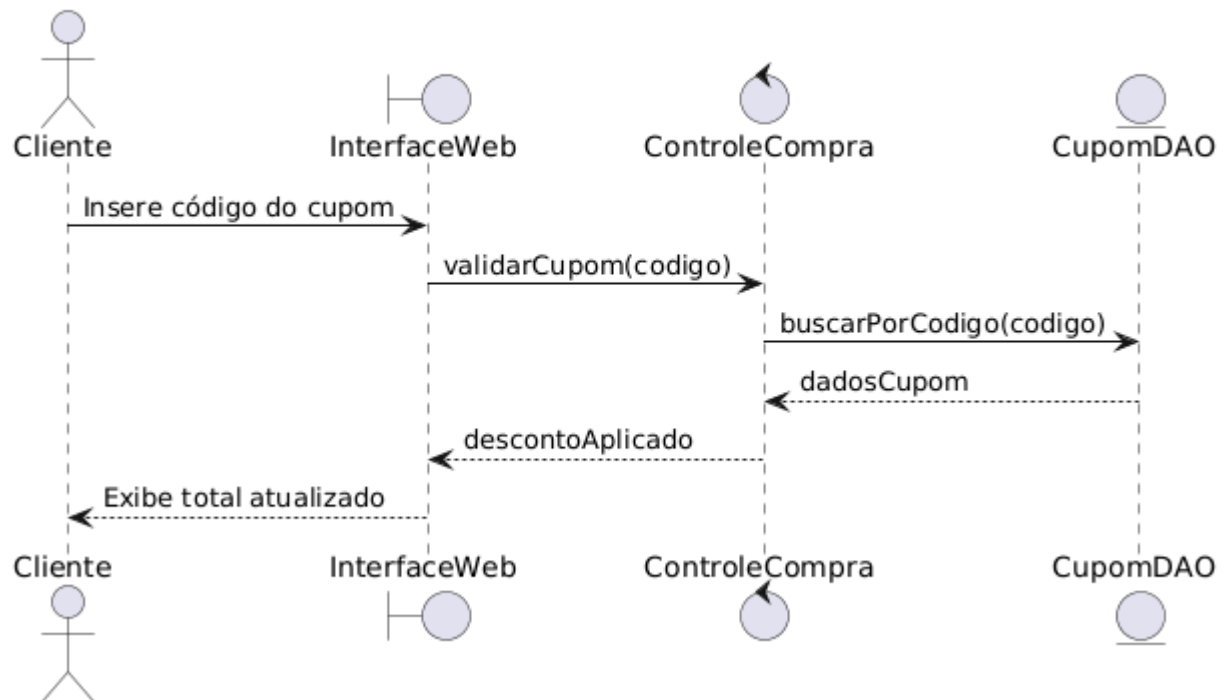 Cliente
InterfaceWeb
ControleCompra
CupomDAO
Insere código do cupom
validarCupom(codigo)
buscarPorCodigo(codigo)
dadosCupom
descontoAplicado
Exibe total atualizado
Cliente
InterfaceWeb
ControleCompra
CupomDAO